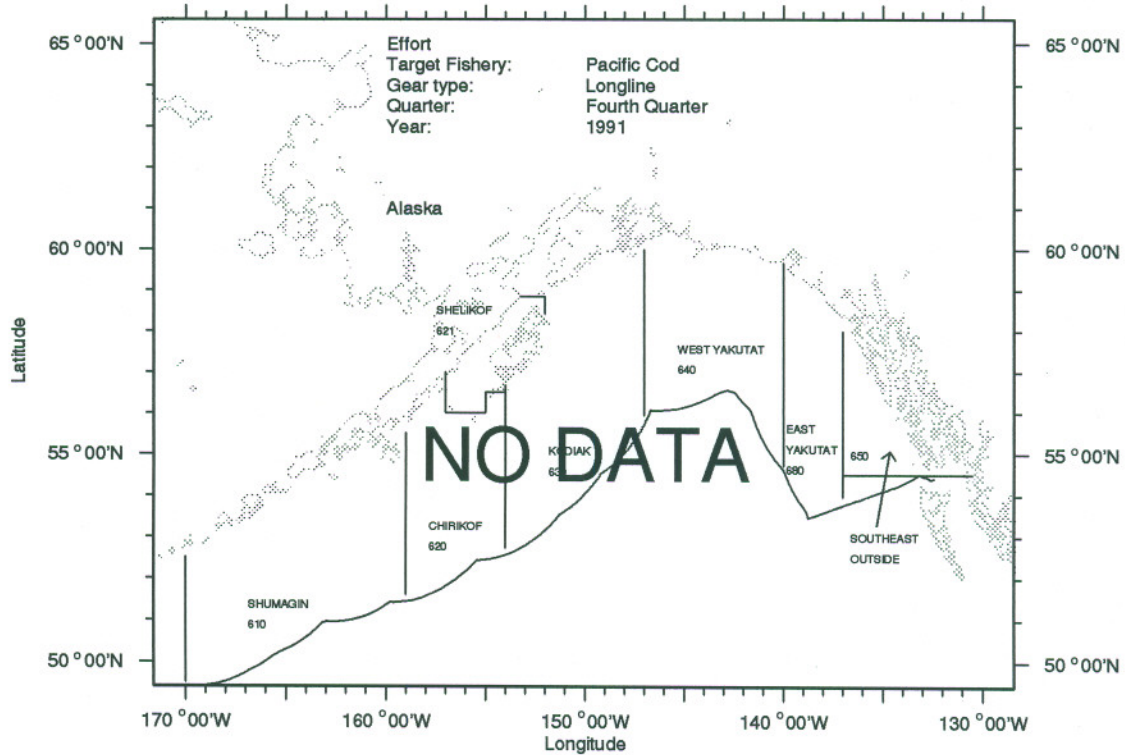 Effort
Target Fishery: Pacific Cod
Gear type: Longline
Quarter: Fourth Quarter
Year: 1991
65°00'N
65°00'N
Alaska
60°00'N
60°00'N
SHELIKOF
621
WEST YAKUTAT
640
Latitude
NO DATA
KODIAK
EAST
YAKUTAT
680
650
55°00'N
55°00'N
CHIRIKOF
620
SOUTHEAST
OUTSIDE
SHUMAGIN
610
50°00'N
50°00'N
170°00'W
160°00'W
150°00'W
140°00'W
130°00'W
Longitude